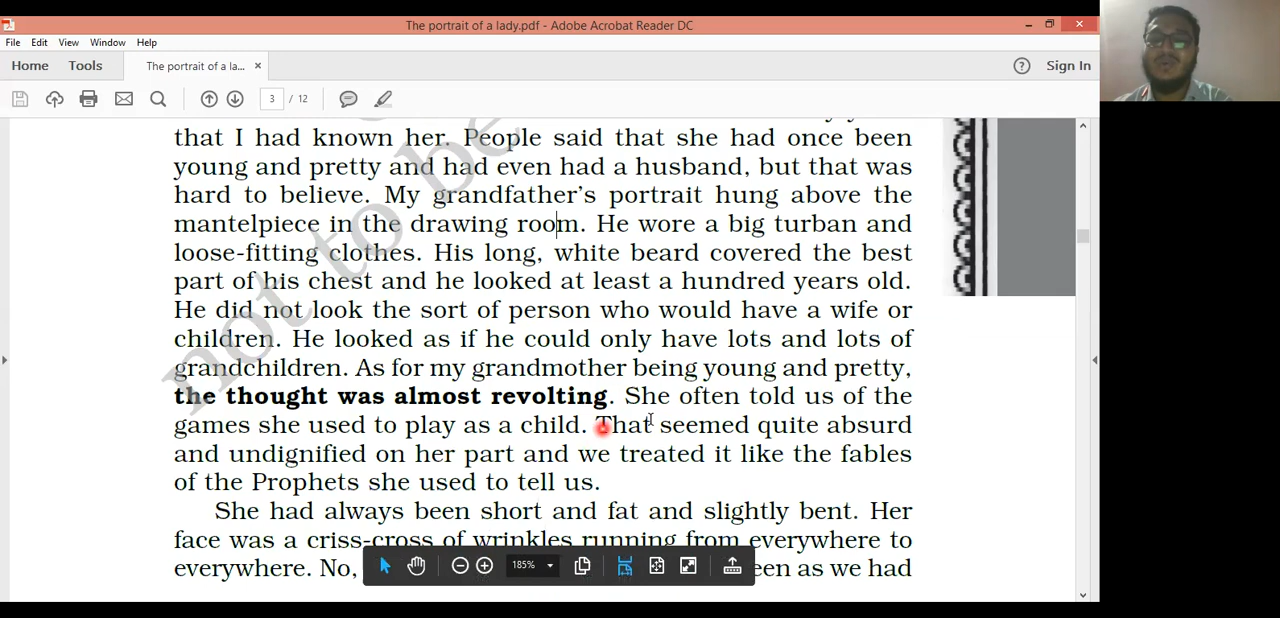 The portrait of a lady.pdf - Adobe Acrobat Reader DC
File Edit View Window Help
Home Tools The portrait of a la... × Sign In
3 / 12
that I had known her. People said that she had once been
young and pretty and had even had a husband, but that was
hard to believe. My grandfather's portrait hung above the
mantelpiece in the drawing room. He wore a big turban and
loose-fitting clothes. His long, white beard covered the best
part of his chest and he looked at least a hundred years old.
He did not look the sort of person who would have a wife or
children. He looked as if he could only have lots and lots of
grandchildren. As for my grandmother being young and pretty,
the thought was almost revolting. She often told us of the
games she used to play as a child. That seemed quite absurd
and undignified on her part and we treated it like the fables
of the Prophets she used to tell us.
She had always been short and fat and slightly bent. Her
face was a criss-cross of wrinkles running from everywhere to
everywhere. No, een as we had
185%
not to be